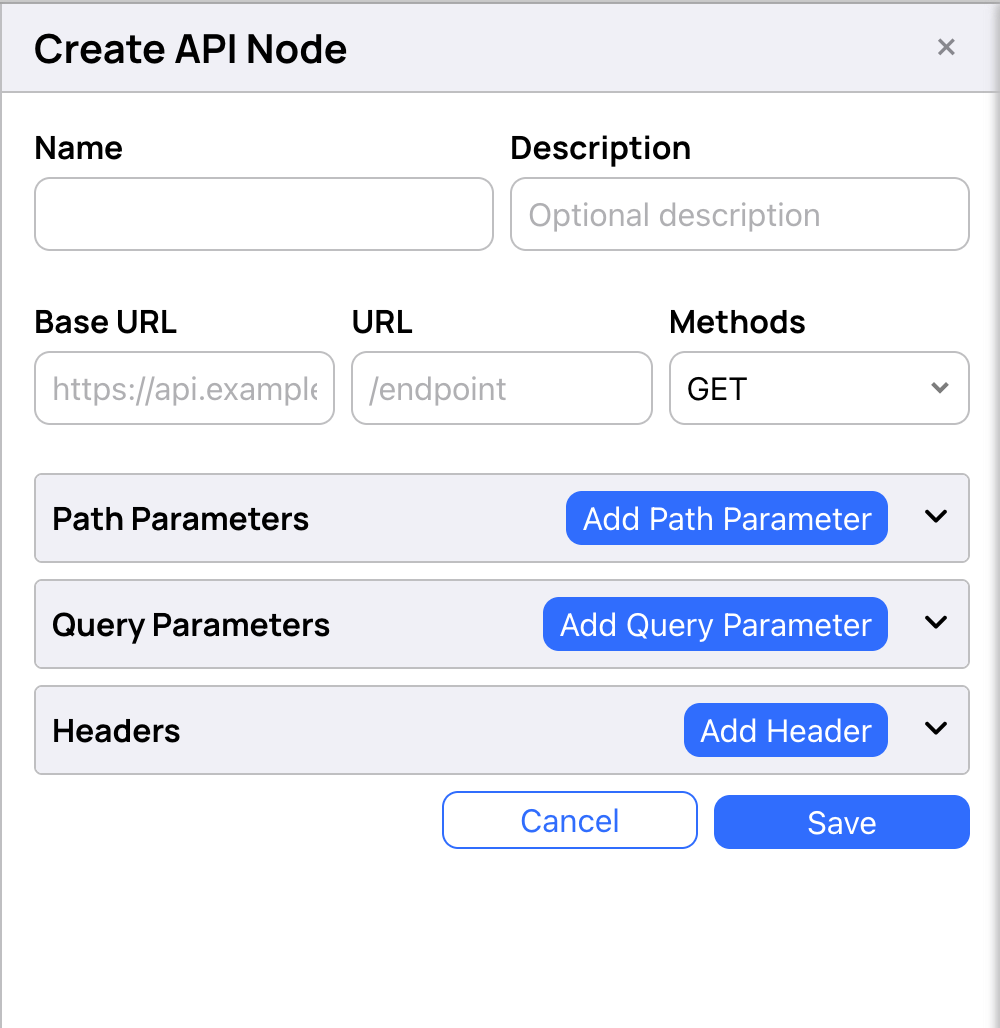 Create API Node
Name
Description
Optional description
Base URL
URL
Methods
https://api.example
/endpoint
GET
Path Parameters
Add Path Parameter
Query Parameters
Add Query Parameter
Headers
Add Header
Cancel
Save